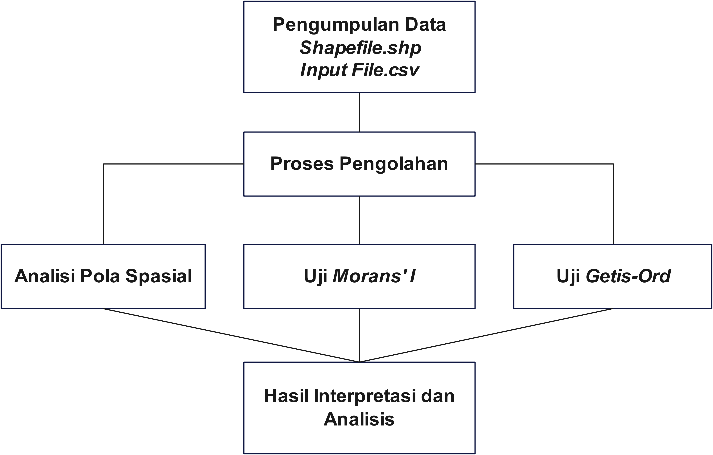 Pengumpulan Data
Shapefile.shp
Input File.csv
Proses Pengolahan
Analisi Pola Spasial
Uji Morans' I
Uji Getis-Ord
Hasil Interpretasi dan
Analisis